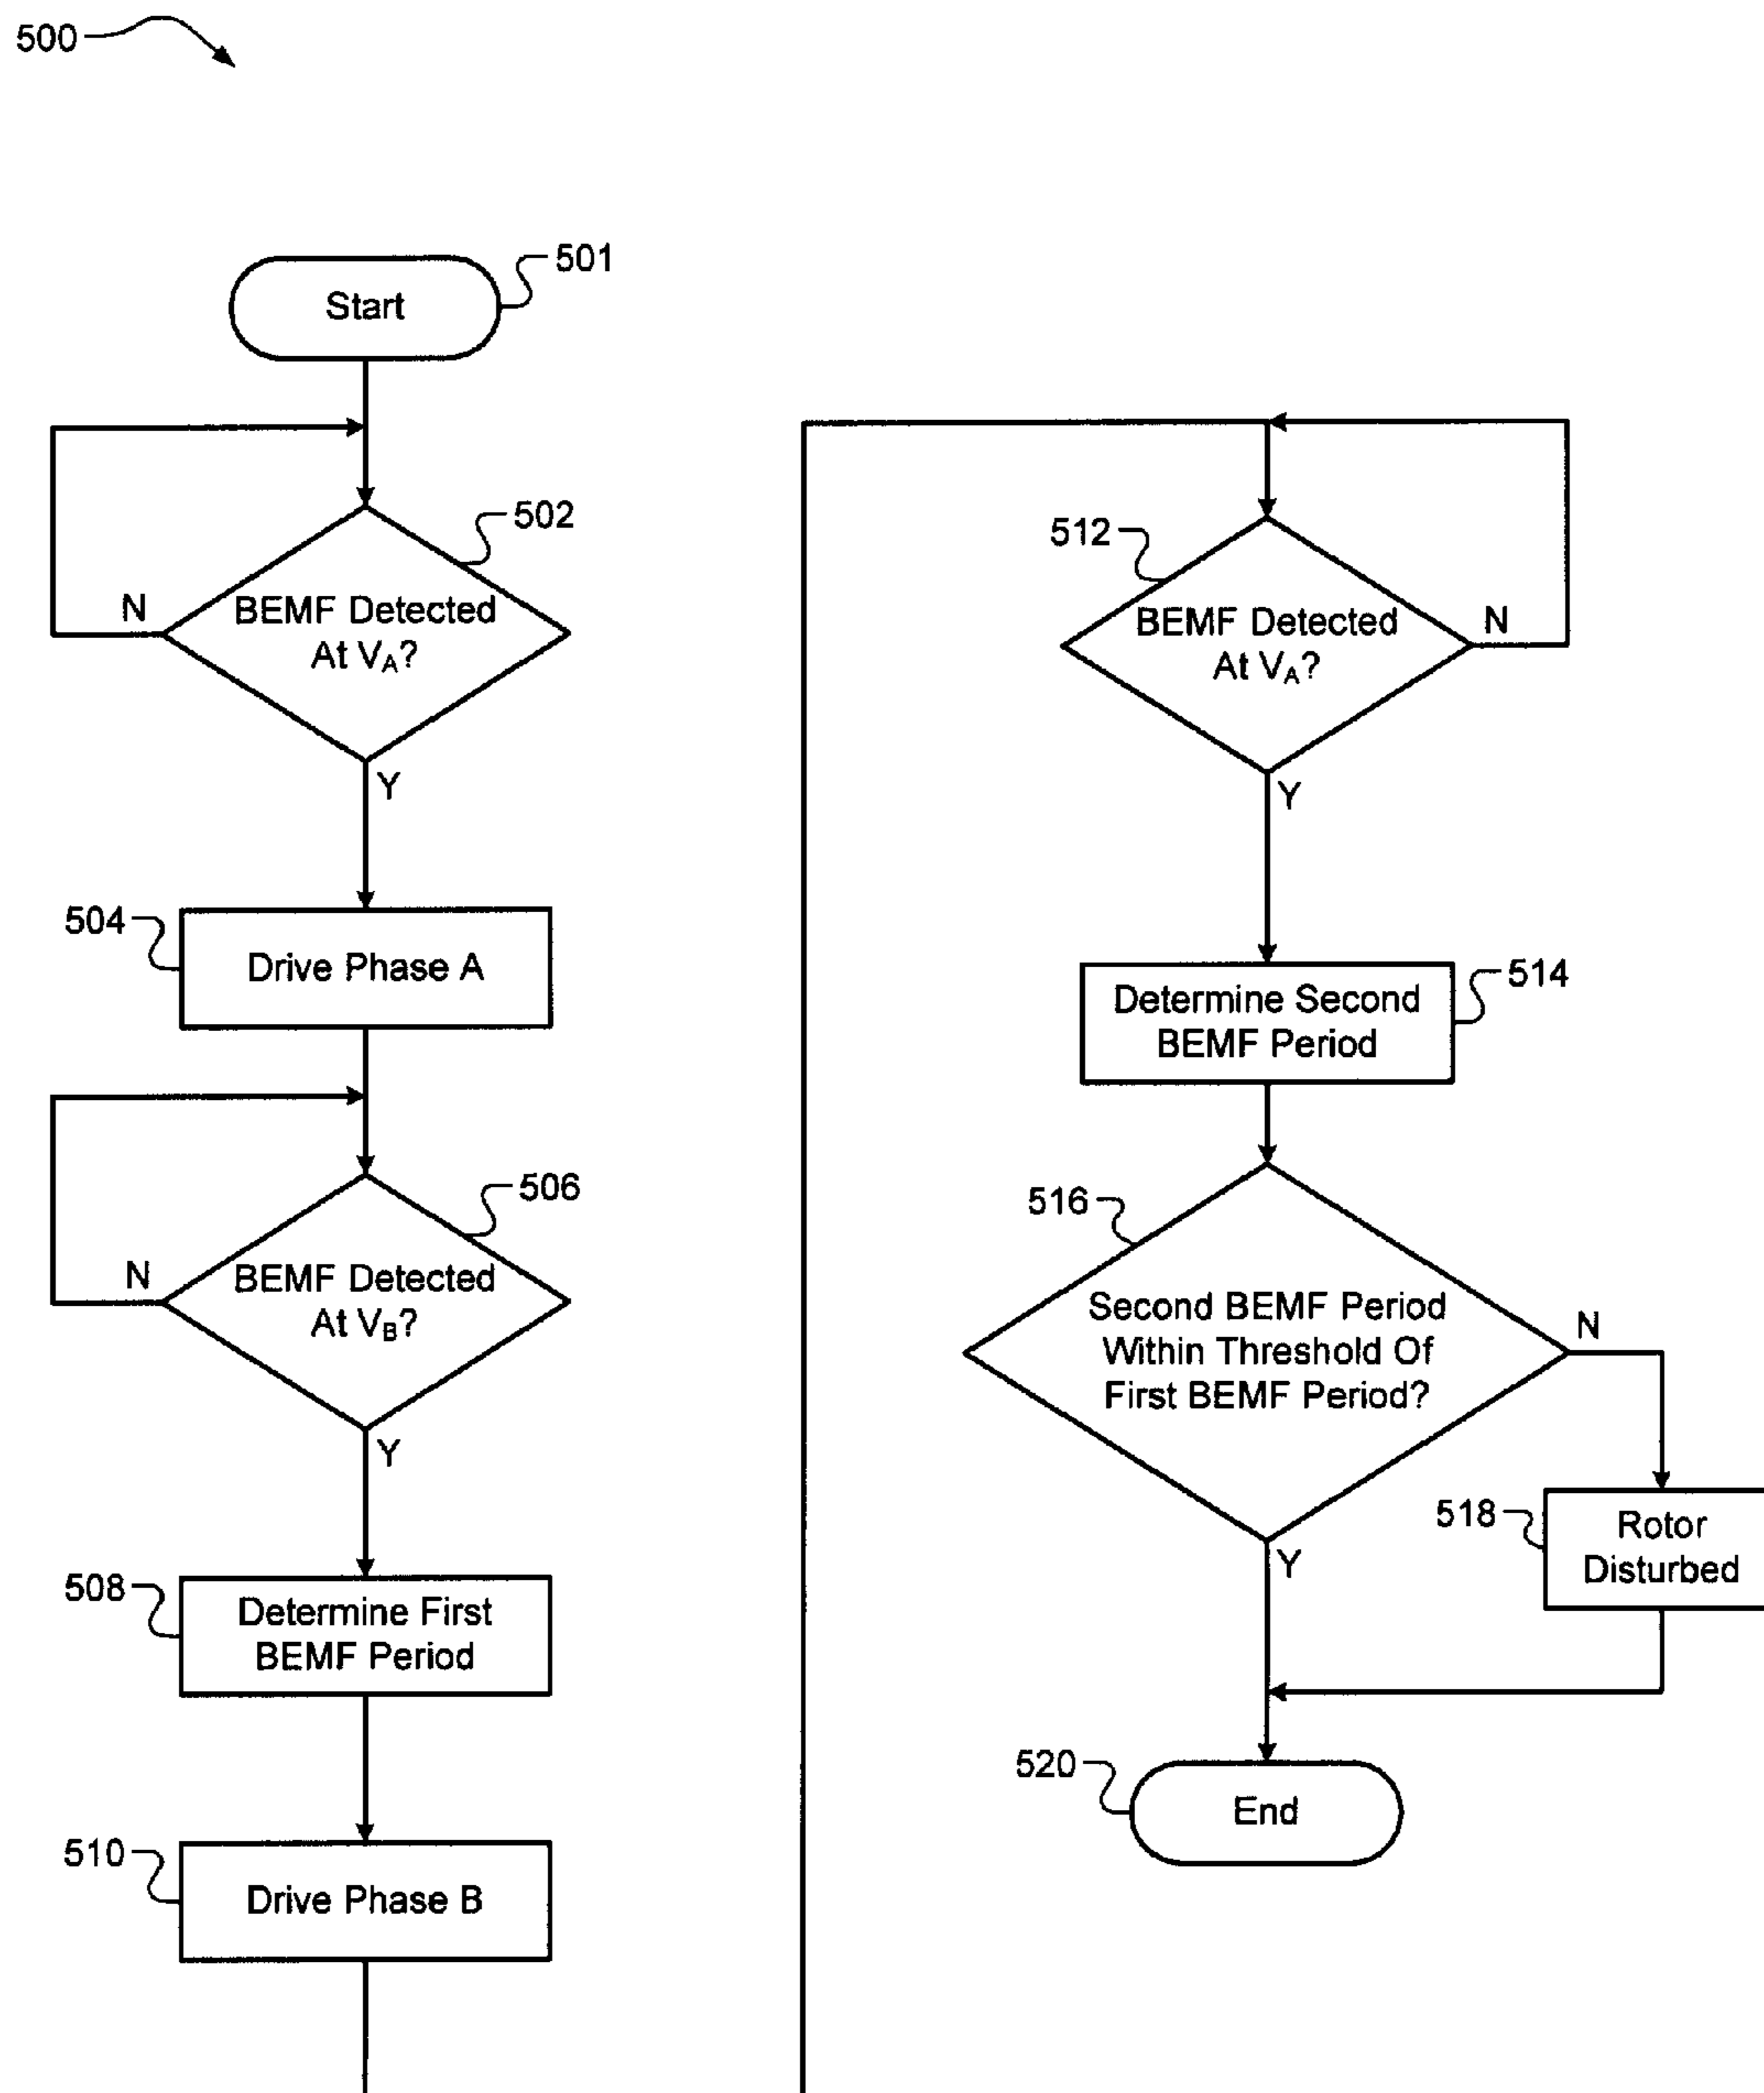 500
Start
501
502
BEMF Detected
At VA?
N
Y
504
Drive Phase A
506
BEMF Detected
At VB?
N
Y
508
Determine First
BEMF Period
510
Drive Phase B
512
BEMF Detected
At VA?
N
Y
514
Determine Second
BEMF Period
516
Second BEMF Period
Within Threshold Of
First BEMF Period?
N
Y
518
Rotor
Disturbed
520
End